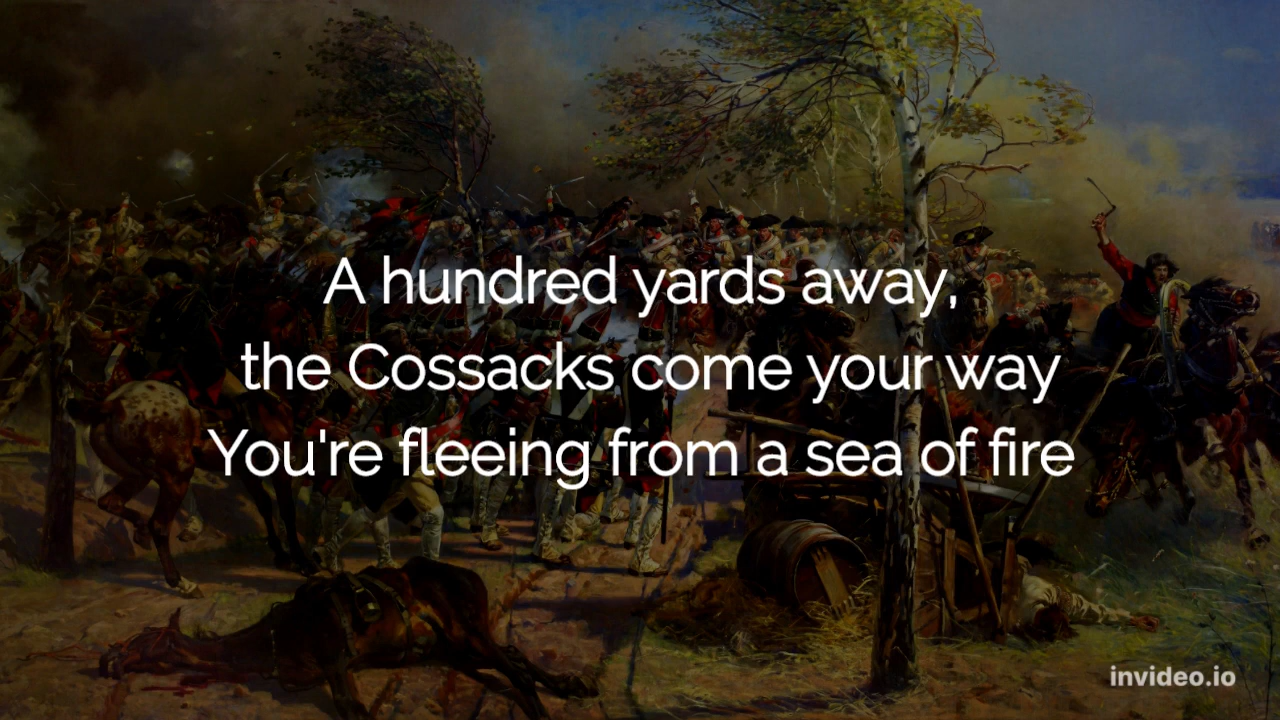 A hundred yards away,
the Cossacks come your way
You're fleeing from a sea of fire
invideo.io